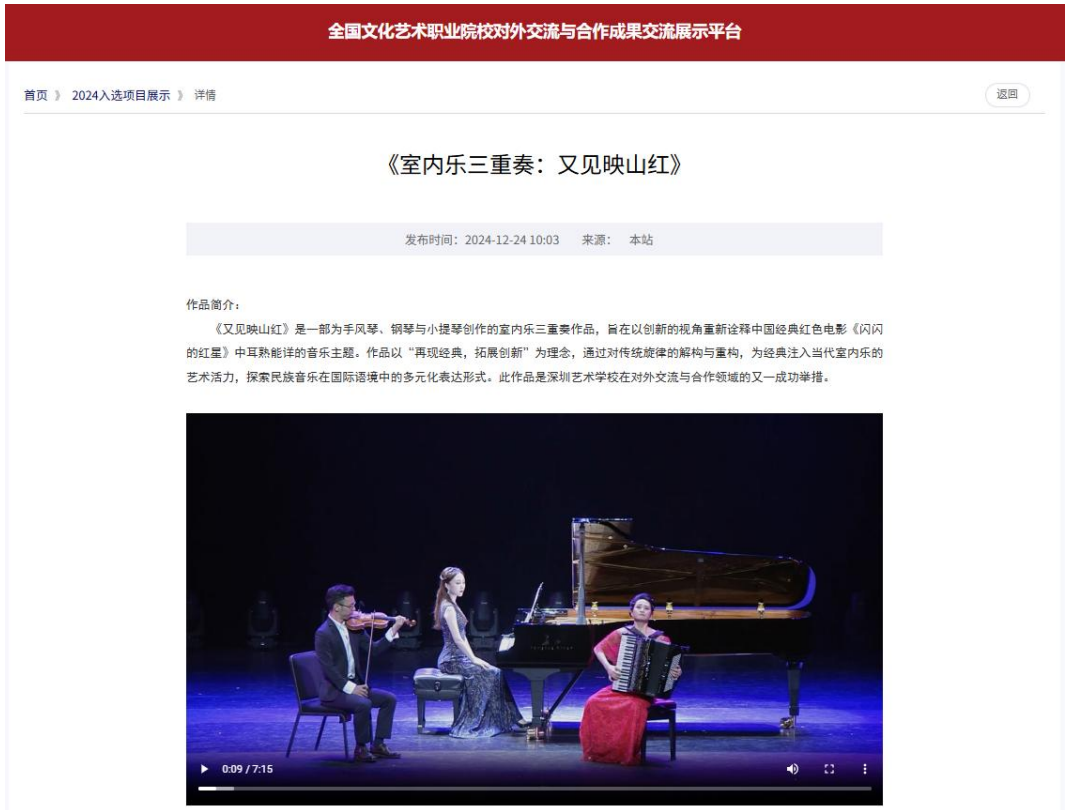 全国文化艺术职业院校对外交流与合作成果交流展示平台
首页 》 2024入选项目展示 》 详情
返回
《室内乐三重奏：又见映山红》
发布时间：2024-12-24 10:03 来源： 本站
作品简介：
《又见映山红》是一部为手风琴、钢琴与小提琴创作的室内乐三重奏作品，旨在以创新的视角重新诠释中国经典红色电影《闪闪
的红星》中耳熟能详的音乐主题。作品以“再现经典，拓展创新”为理念，通过对传统旋律的解构与重构，为经典注入当代室内乐的
艺术活力，探索民族音乐在国际语境中的多元化表达形式。此作品是深圳艺术学校在对外交流与合作领域的又一成功举措。
0:09 / 7:15